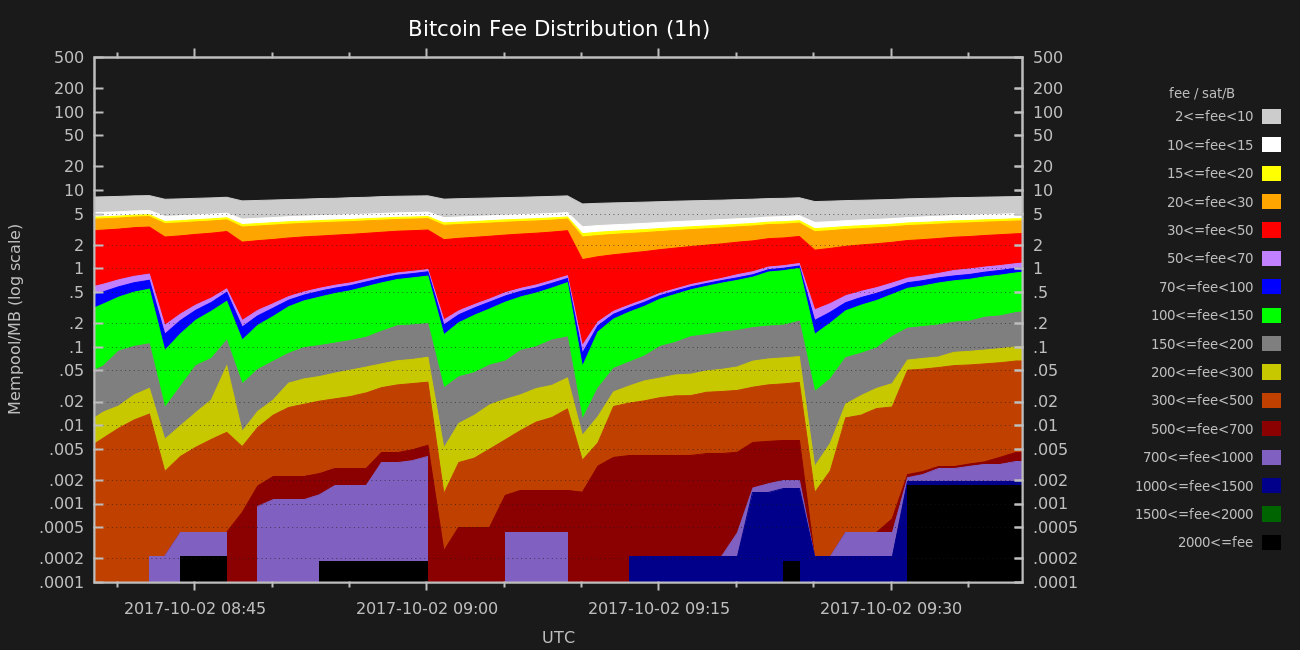 Bitcoin Fee Distribution (1h)
Mempool/MB (log scale)
500
200
100
50
20
10
5
2
1
.5
.2
.1
.05
.02
.01
.005
.002
.001
.0005
.0002
.0001
500
200
100
50
20
10
5
2
1
.5
.2
.1
.05
.02
.01
.005
.002
.001
.0005
.0002
.0001
2017-10-02 08:45
2017-10-02 09:00
2017-10-02 09:15
2017-10-02 09:30
UTC
fee / sat/B
2<=fee<10
10<=fee<15
15<=fee<20
20<=fee<30
30<=fee<50
50<=fee<70
70<=fee<100
100<=fee<150
150<=fee<200
200<=fee<300
300<=fee<500
500<=fee<700
700<=fee<1000
1000<=fee<1500
1500<=fee<2000
2000<=fee